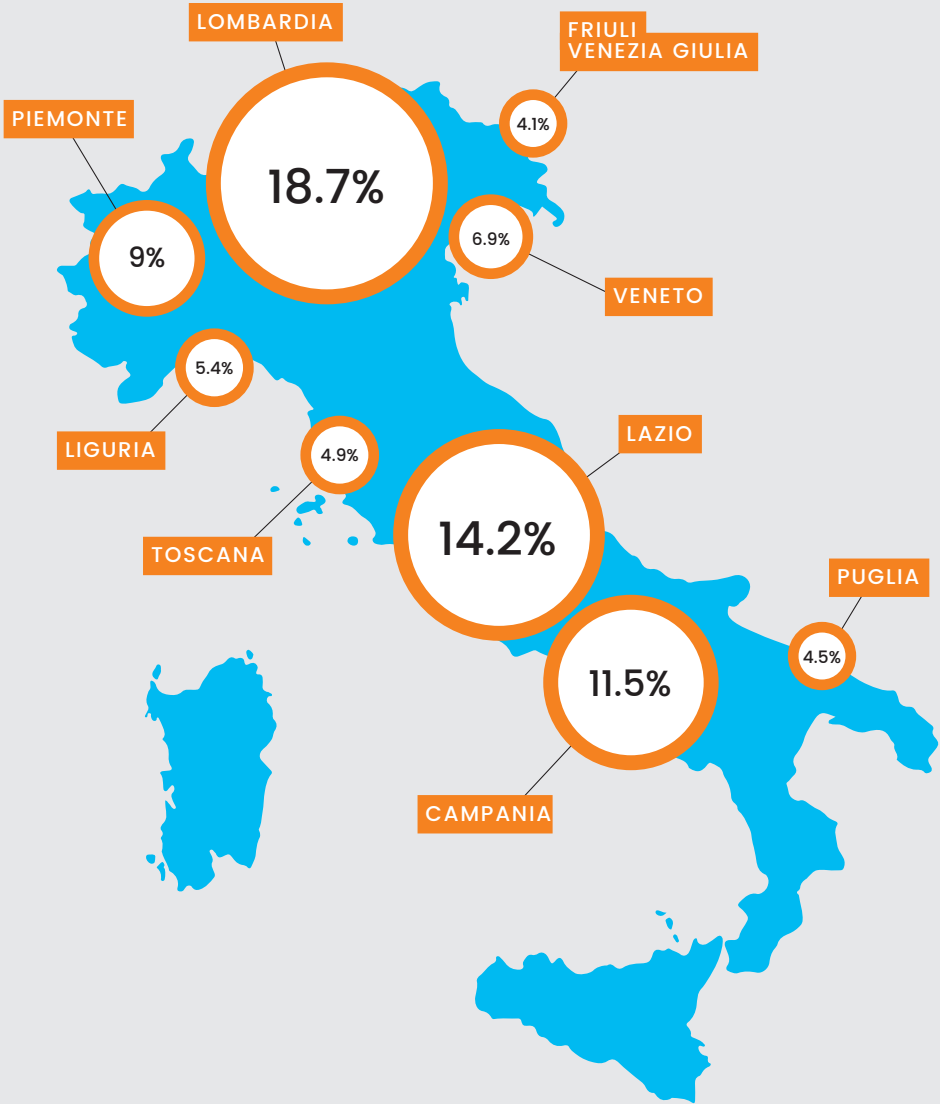 LOMBARDIA
FRIULI
VENEZIA GIULIA
PIEMONTE
4.1%
18.7%
6.9%
9%
VENETO
5.4%
LIGURIA
LAZIO
4.9%
14.2%
TOSCANA
PUGLIA
4.5%
11.5%
CAMPANIA